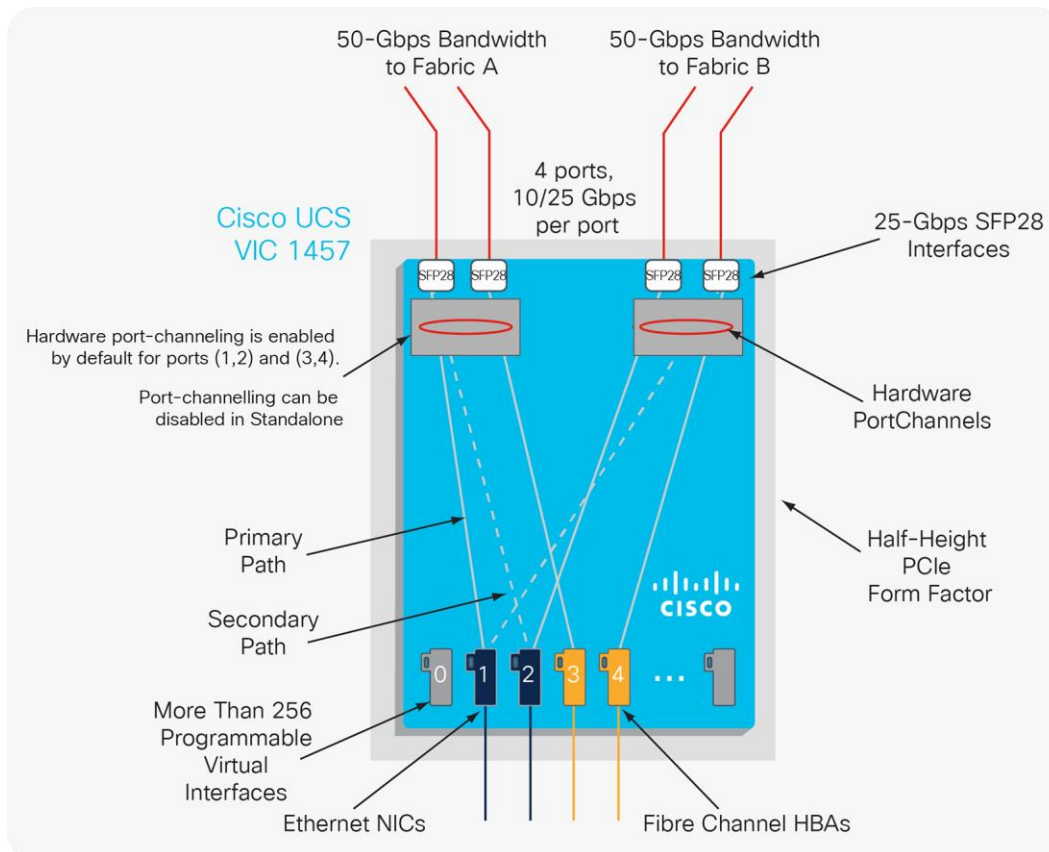 50-Gbps Bandwidth
to Fabric A
50-Gbps Bandwidth
to Fabric B
4 ports,
10/25 Gbps
per port
Cisco UCS
VIC 1457
25-Gbps SFP28
Interfaces
SFP28
SFP28
SFP28
SFP28
Hardware port-channeling is enabled
by default for ports (1,2) and (3,4).
Port-channelling can be
disabled in Standalone
Hardware
PortChannels
Primary
Path
Half-Height
PCIe
Form Factor
CISCO
Secondary
Path
0
1
2
3
4
...
More Than 256
Programmable
Virtual
Interfaces
Ethernet NICs
Fibre Channel HBAs